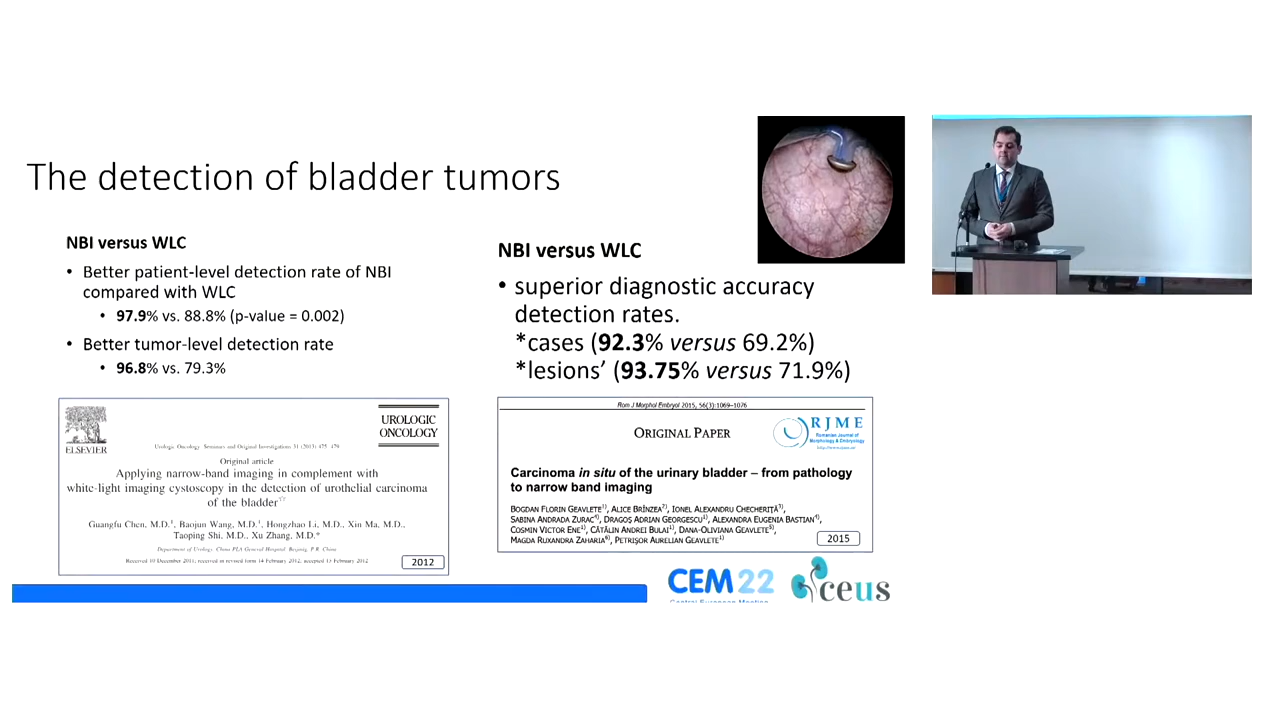 The detection of bladder tumors
NBI versus WLC
• Better patient-level detection rate of NBI
compared with WLC
• 97.9% vs. 88.8% (p-value = 0.002)
• Better tumor-level detection rate
• 96.8% vs. 79.3%
ELSEVIER
UROLOGIC
ONCOLOGY
Urologic Oncology: Seminars and Original Investigations 31 (2013) 475–479
Original article
Applying narrow-band imaging in complement with
white-light imaging cystoscopy in the detection of urothelial carcinoma
of the bladder☆
Guangfu Chen, M.D.¹, Baojun Wang, M.D.¹, Hongzhao Li, M.D., Xin Ma, M.D.,
Taoping Shi, M.D., Xu Zhang, M.D.*
Department of Urology, China PLA General Hospital, Beijing, P.R. China
Received 10 December 2011; received in revised form 14 February 2012; accepted 15 February 2012
2012
NBI versus WLC
• superior diagnostic accuracy
detection rates.
*cases (92.3% versus 69.2%)
*lesions’ (93.75% versus 71.9%)
Rom J Morphol Embryol 2015, 56(3):1069–1076
ORIGINAL PAPER
RJME
Romanian Journal of
Morphology & Embryology
http://www.rjme.ro/
Carcinoma in situ of the urinary bladder – from pathology
to narrow band imaging
BOGDAN FLORIN GEAVLETE¹⁾, ALICE BRÎNZEA²⁾, IONEL ALEXANDRU CHECHERIŢĂ³⁾,
SABINA ANDRADA ZURAC⁴⁾, DRAGOŞ ADRIAN GEORGESCU¹⁾, ALEXANDRA EUGENIA BASTIAN⁴⁾,
COSMIN VICTOR ENE¹⁾, CĂTĂLIN ANDREI BULAI¹⁾, DANA-OLIVIANA GEAVLETE⁵⁾,
MAGDA RUXANDRA ZAHARIA⁶⁾, PETRIŞOR AURELIAN GEAVLETE¹⁾
2015
CEM22
Central European Meeting
ceus